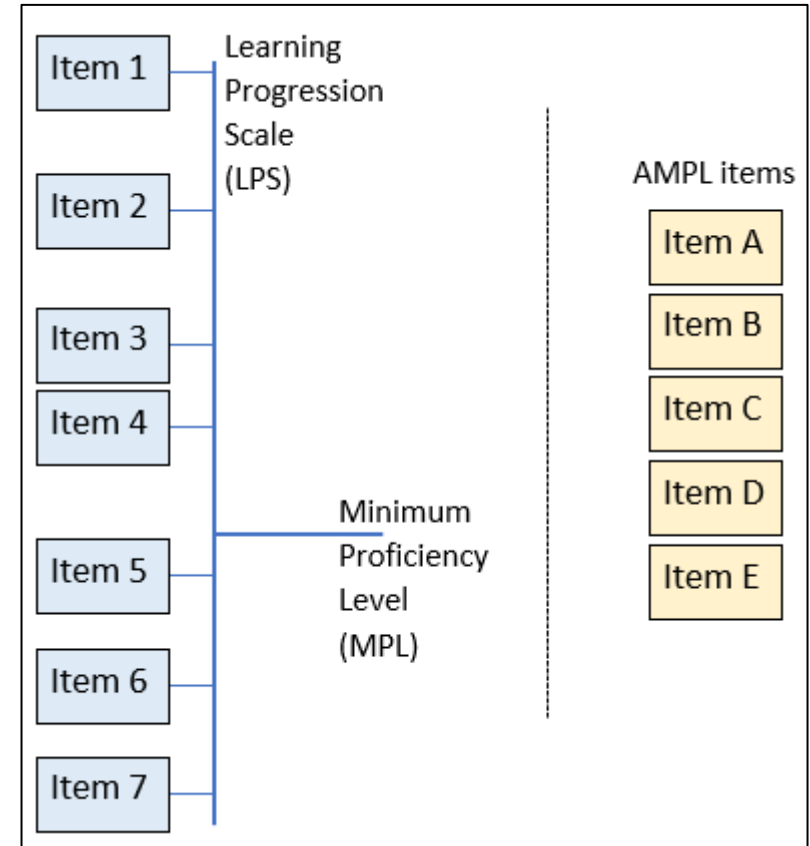 Item 1
Item 2
Item 3
Item 4
Item 5
Item 6
Item 7
Learning
Progression
Scale
(LPS)
Minimum
Proficiency
Level
(MPL)
AMPL items
Item A
Item B
Item C
Item D
Item E